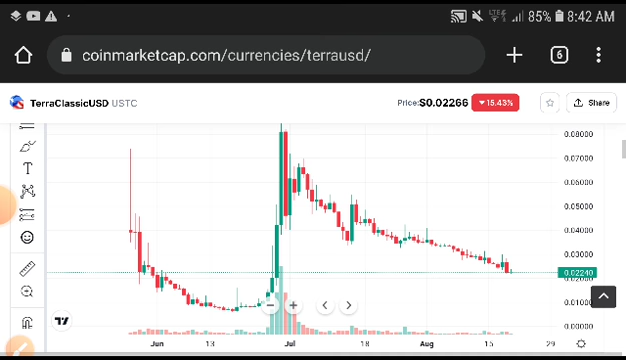 85% 8:42 AM
coinmarketcap.com/currencies/terrausd/
6
TerraClassicUSD USTC
Price: $0.02266 15.43%
Share
0.08000
0.07000
0.06000
0.05000
0.04000
0.03000
0.02240
0.01000
0.00000
Jun 13 Jul 18 Aug 15 29